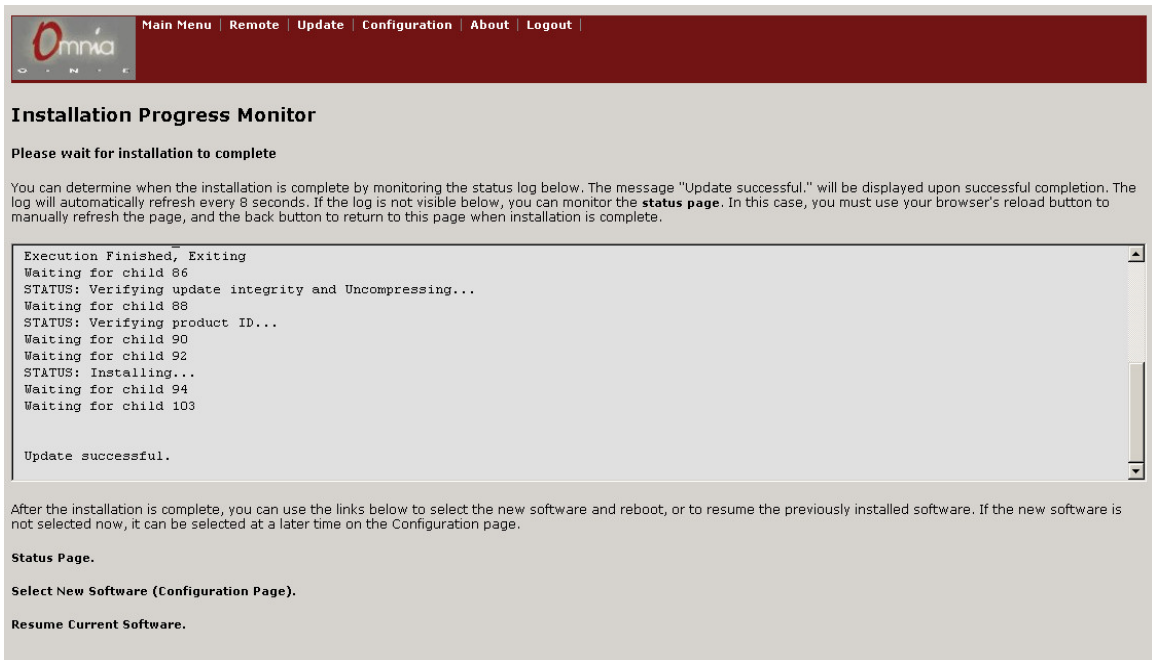 Omnia
O · N · E
Main Menu | Remote | Update | Configuration | About | Logout |
Installation Progress Monitor
Please wait for installation to complete
You can determine when the installation is complete by monitoring the status log below. The message "Update successful." will be displayed upon successful completion. The
log will automatically refresh every 8 seconds. If the log is not visible below, you can monitor the status page. In this case, you must use your browser's reload button to
manually refresh the page, and the back button to return to this page when installation is complete.
Execution Finished, Exiting
Waiting for child 86
STATUS: Verifying update integrity and Uncompressing...
Waiting for child 88
STATUS: Verifying product ID...
Waiting for child 90
Waiting for child 92
STATUS: Installing...
Waiting for child 94
Waiting for child 103
Update successful.
After the installation is complete, you can use the links below to select the new software and reboot, or to resume the previously installed software. If the new software is
not selected now, it can be selected at a later time on the Configuration page.
Status Page.
Select New Software (Configuration Page).
Resume Current Software.